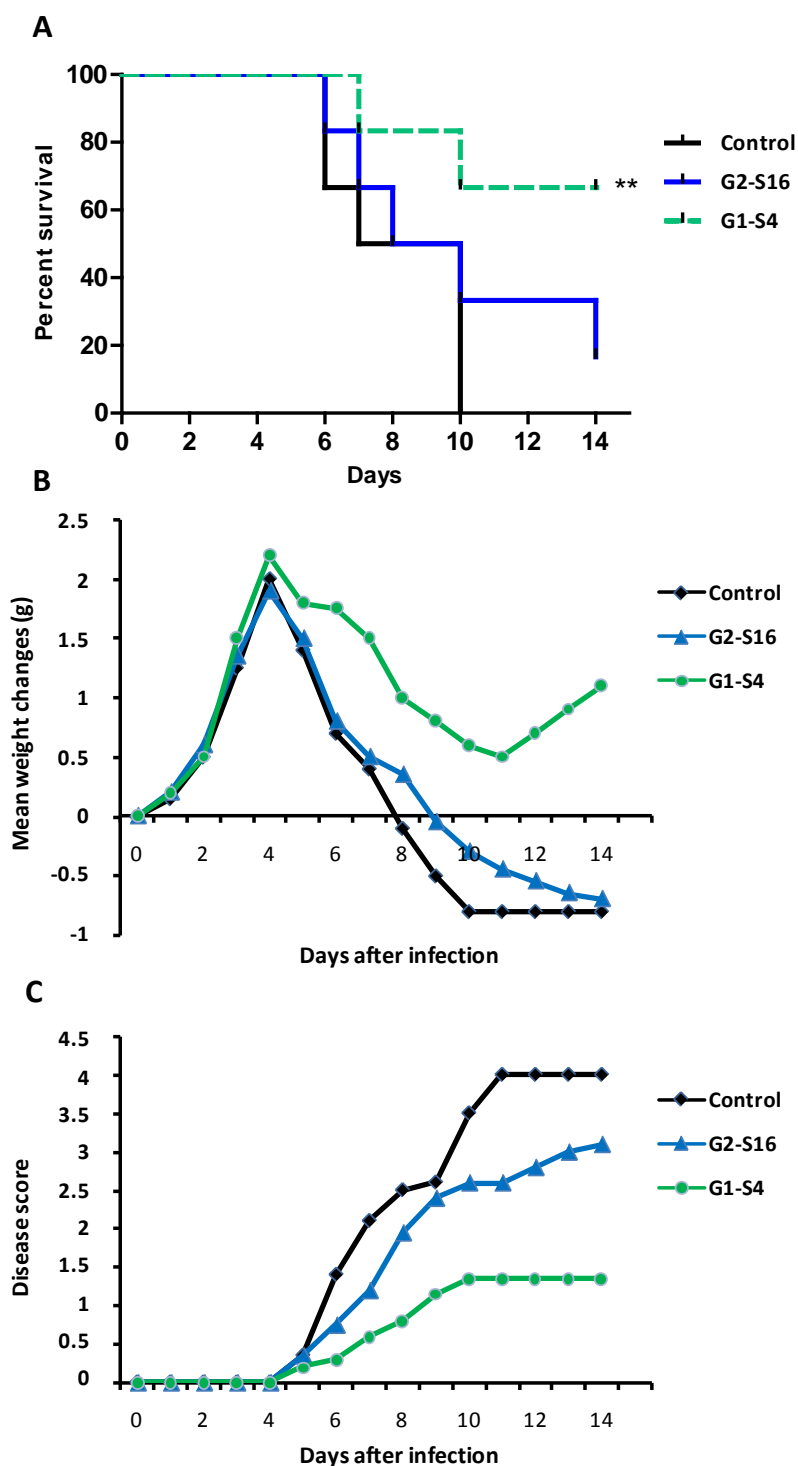 A
100
80
60
40
20
0
Percent survival
0 2 4 6 8 10 12 14
Days
Control
G2-S16
G1-S4
**
B
2.5
2
1.5
1
0.5
0
-0.5
-1
Mean weight changes (g)
0 2 4 6 8 10 12 14
Days after infection
Control
G2-S16
G1-S4
C
4.5
4
3.5
3
2.5
2
1.5
1
0.5
0
Disease score
0 2 4 6 8 10 12 14
Days after infection
Control
G2-S16
G1-S4